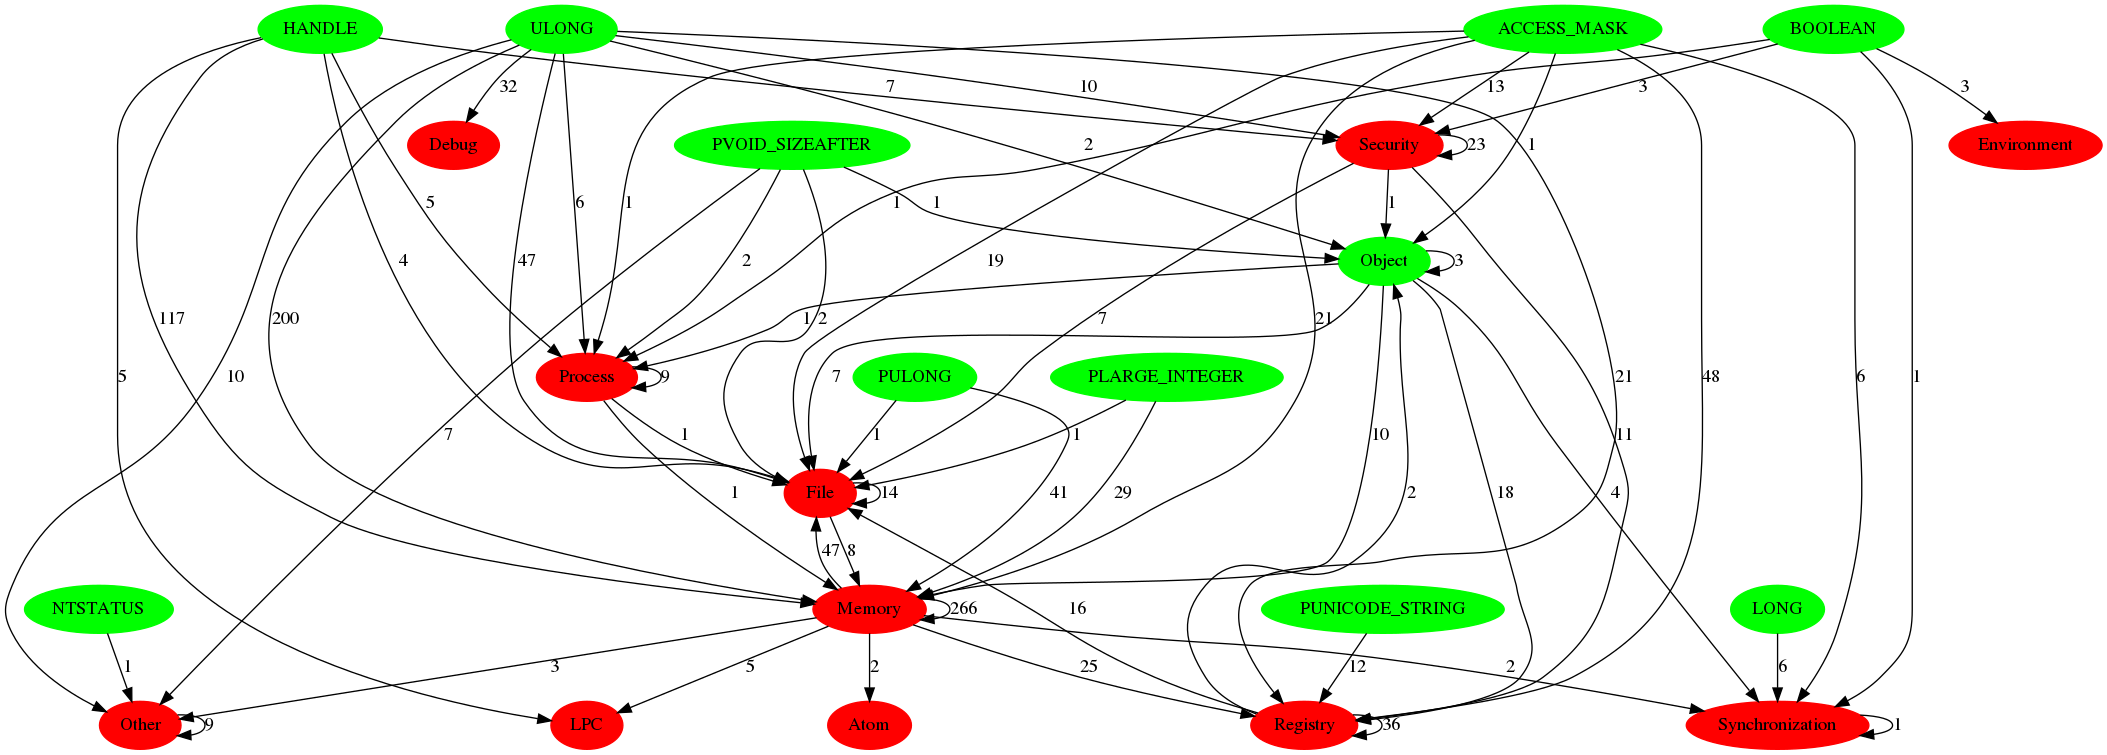 HANDLE ULONG ACCESS_MASK BOOLEAN
32 7 10 13 3 3
Debug PVOID_SIZEAFTER Security 23 Environment
2 1
5 6 1 2 1 1 1
4 47 2 19 Object 3
117 200 1 2 7 21
5 10 Process 9 7 PULONG PLARGE_INTEGER 21 48 6 1
7 1 1 1 10 11
1 File 14 41 29 2 18 4
47 8
NTSTATUS Memory 266 16 PUNICODE_STRING LONG
1 3 5 2 25 12 2 6
Other 9 LPC Atom Registry 36 Synchronization 1